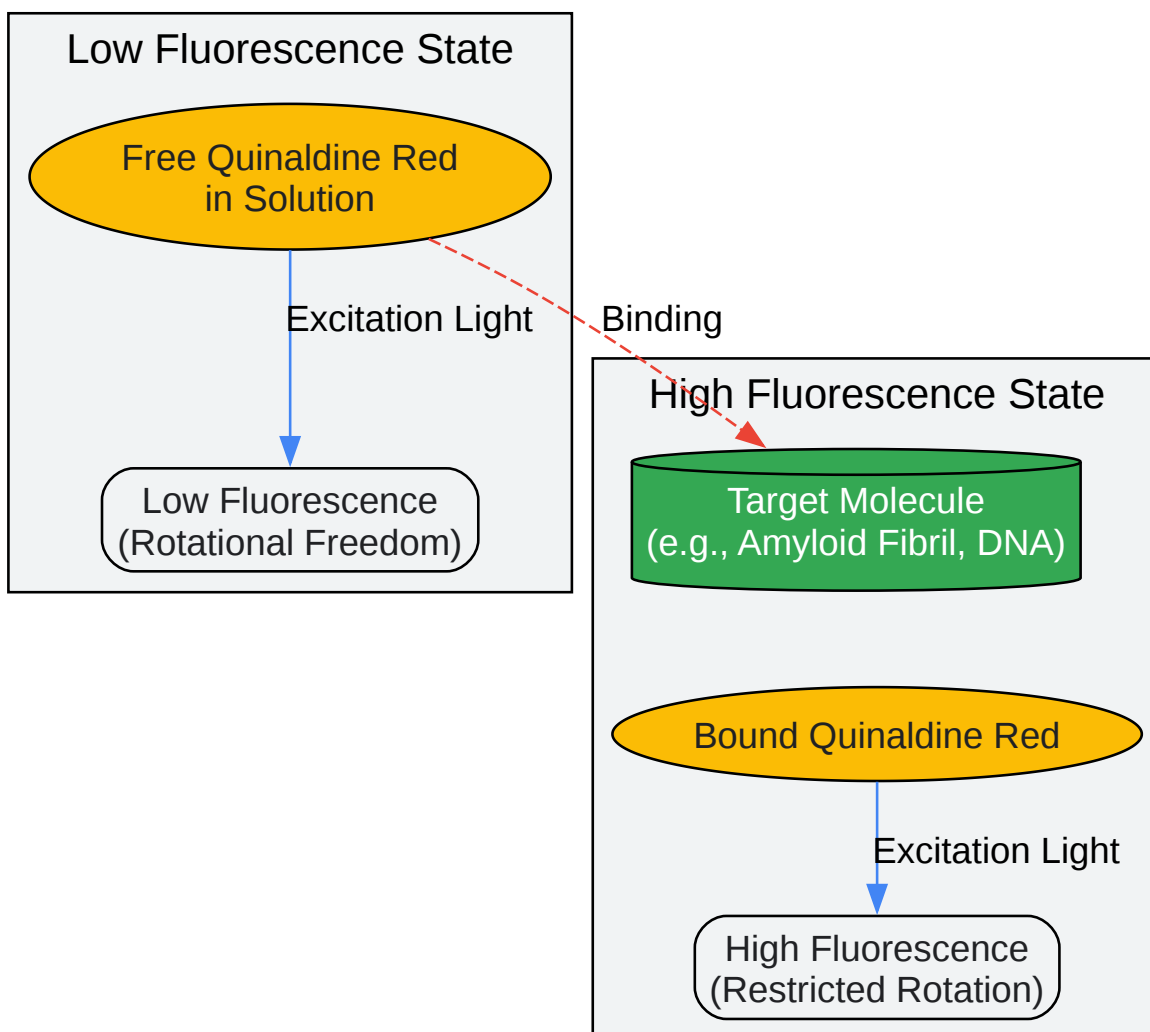 Low Fluorescence State
Free Quinaldine Red
in Solution
Excitation Light
Binding
Low Fluorescence
(Rotational Freedom)
High Fluorescence State
Target Molecule
(e.g., Amyloid Fibril, DNA)
Bound Quinaldine Red
Excitation Light
High Fluorescence
(Restricted Rotation)